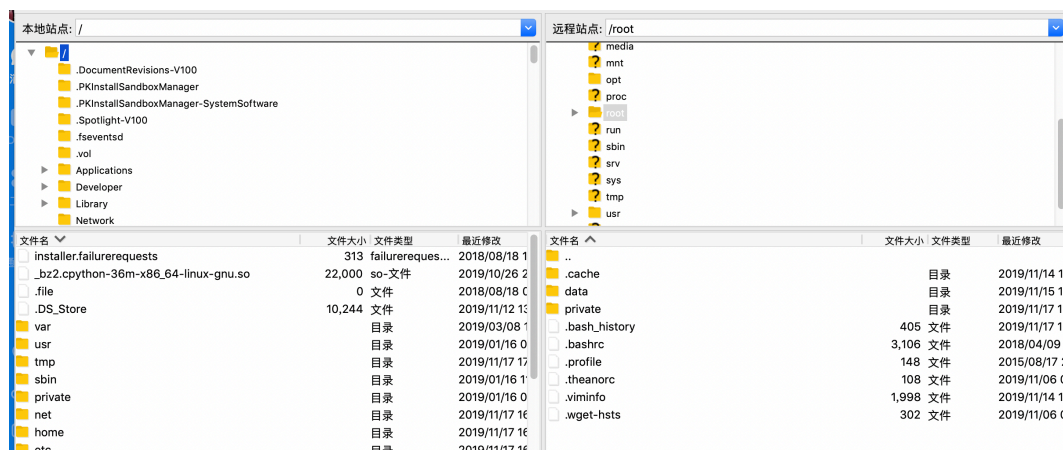 本地站点: /
远程站点: /root
/
.DocumentRevisions-V100
.PKInstallSandboxManager
.PKInstallSandboxManager-SystemSoftware
.Spotlight-V100
.fseventsd
.vol
Applications
Developer
Library
Network
media
mnt
opt
proc
root
run
sbin
srv
sys
tmp
usr
文件名 文件大小 文件类型 最近修改
installer.failurerequests 313 failurereques... 2018/08/18 1
_bz2.cpython-36m-x86_64-linux-gnu.so 22,000 so-文件 2019/10/26 2
.file 0 文件 2018/08/18 0
.DS_Store 10,244 文件 2019/11/12 13
var 目录 2019/03/08 1
usr 目录 2019/01/16 0
tmp 目录 2019/11/17 17
sbin 目录 2019/01/16 1
private 目录 2019/01/16 0
net 目录 2019/11/17 16
home 目录 2019/11/17 16
etc 目录 2019/11/17 16
文件名 文件大小 文件类型 最近修改
..
.cache 目录 2019/11/14 1
data 目录 2019/11/15 1
private 目录 2019/11/17 1
.bash_history 405 文件 2019/11/17 1
.bashrc 3,106 文件 2018/04/09
.profile 148 文件 2015/08/17 2
.theanorc 108 文件 2019/11/06 0
.viminfo 1,998 文件 2019/11/14 1
.wget-hsts 302 文件 2019/11/06 0